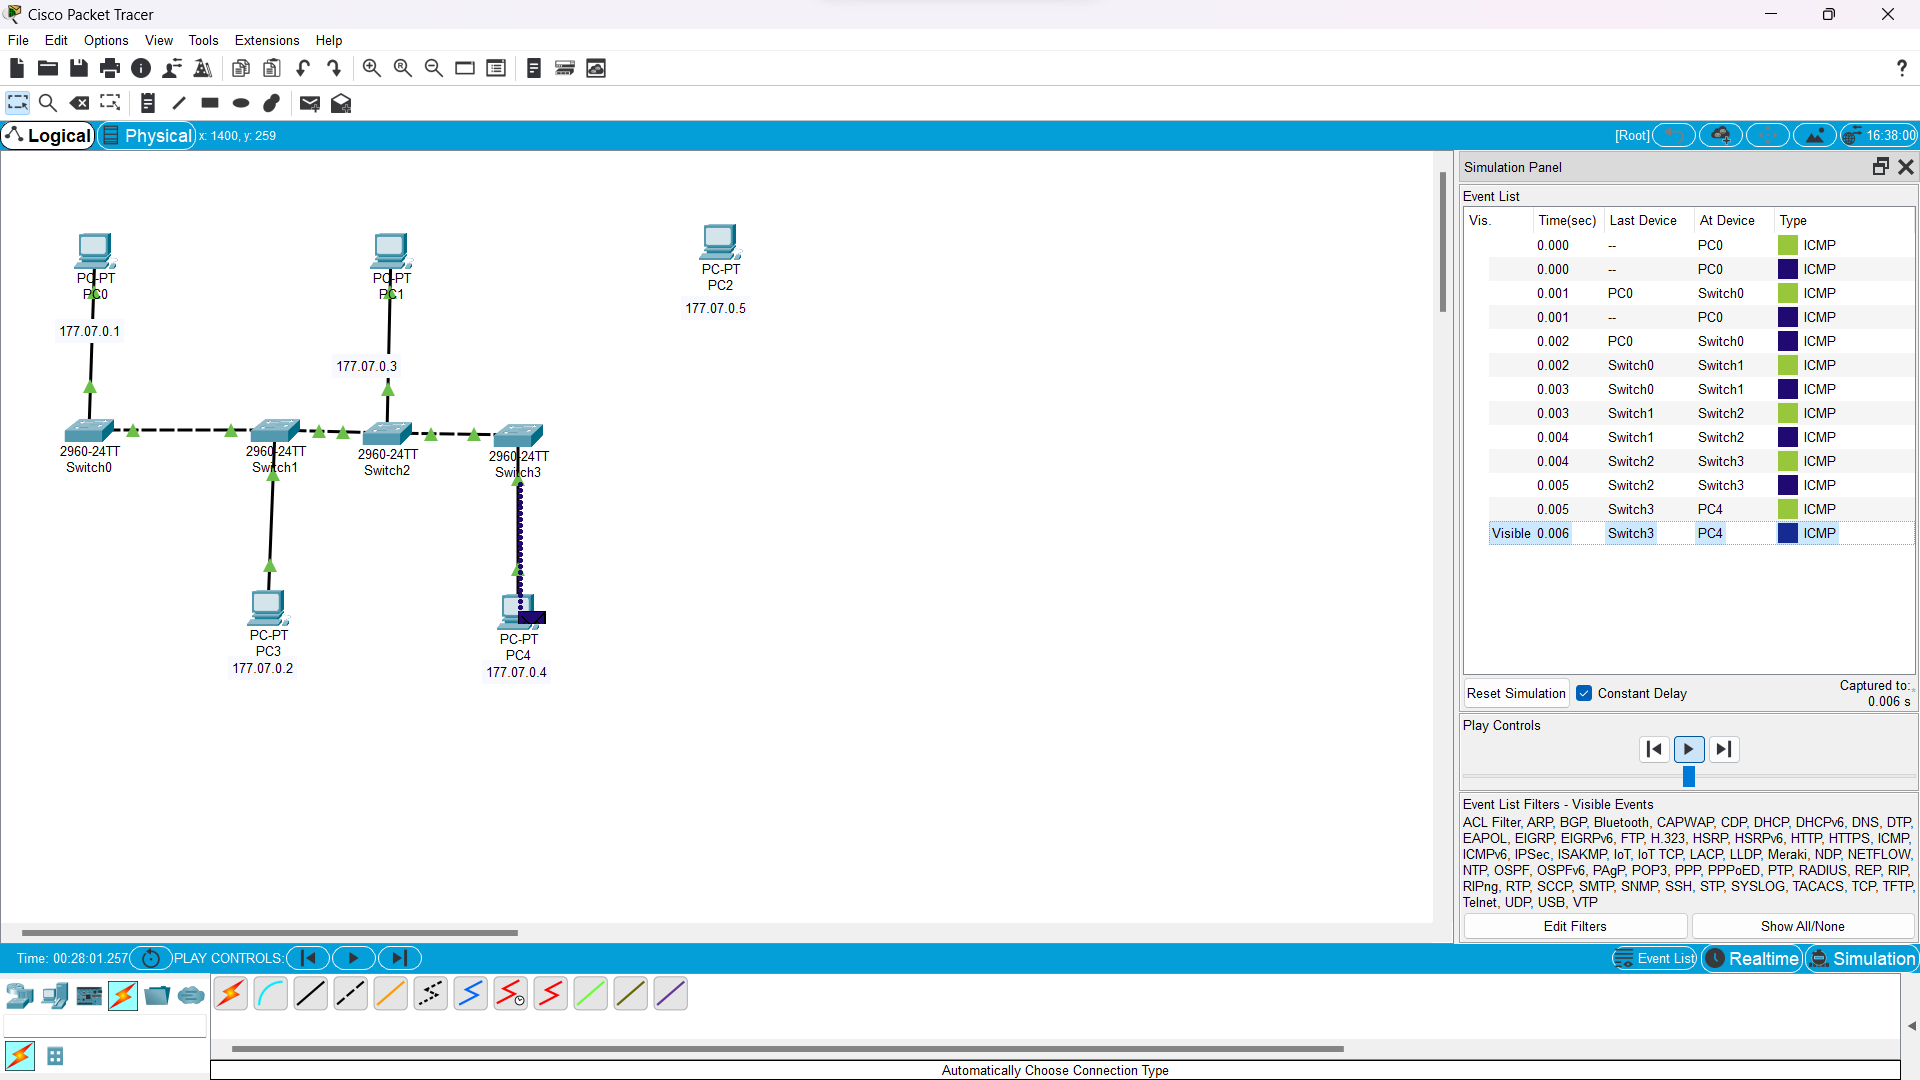 Cisco Packet Tracer
File Edit Options View Tools Extensions Help
?
Logical Physical x: 1400, y: 259 [Root] 16:38:00
PC-PT
PC0
177.07.0.1
PC-PT
PC1
177.07.0.3
PC-PT
PC2
177.07.0.5
2960-24TT
Switch0
2960-24TT
Switch1
2960-24TT
Switch2
2960-24TT
Switch3
PC-PT
PC3
177.07.0.2
PC-PT
PC4
177.07.0.4
Simulation Panel
Event List
Vis. Time(sec) Last Device At Device Type
0.000 -- PC0 ICMP
0.000 -- PC0 ICMP
0.001 PC0 Switch0 ICMP
0.001 -- PC0 ICMP
0.002 PC0 Switch0 ICMP
0.002 Switch0 Switch1 ICMP
0.003 Switch0 Switch1 ICMP
0.003 Switch1 Switch2 ICMP
0.004 Switch1 Switch2 ICMP
0.004 Switch2 Switch3 ICMP
0.005 Switch2 Switch3 ICMP
0.005 Switch3 PC4 ICMP
Visible 0.006 Switch3 PC4 ICMP
Reset Simulation Constant Delay Captured to:
0.006 s
Play Controls
Event List Filters - Visible Events
ACL Filter, ARP, BGP, Bluetooth, CAPWAP, CDP, DHCP, DHCPv6, DNS, DTP,
EAPOL, EIGRP, EIGRPv6, FTP, H.323, HSRP, HSRPv6, HTTP, HTTPS, ICMP,
ICMPv6, IPSec, ISAKMP, IoT, IoT TCP, LACP, LLDP, Meraki, NDP, NETFLOW,
NTP, OSPF, OSPFv6, PAgP, POP3, PPP, PPPoED, PTP, RADIUS, REP, RIP,
RIPng, RTP, SCCP, SMTP, SNMP, SSH, STP, SYSLOG, TACACS, TCP, TFTP,
Telnet, UDP, USB, VTP
Edit Filters Show All/None
Time: 00:28:01.257 PLAY CONTROLS: Event List Realtime Simulation
Automatically Choose Connection Type